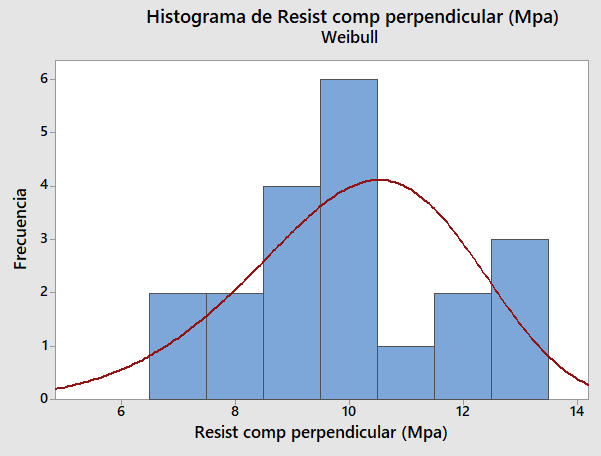 Histograma de Resist comp perpendicular (Mpa)
Weibull
6
5
4
3
2
1
0
Frecuencia
6 8 10 12 14
Resist comp perpendicular (Mpa)